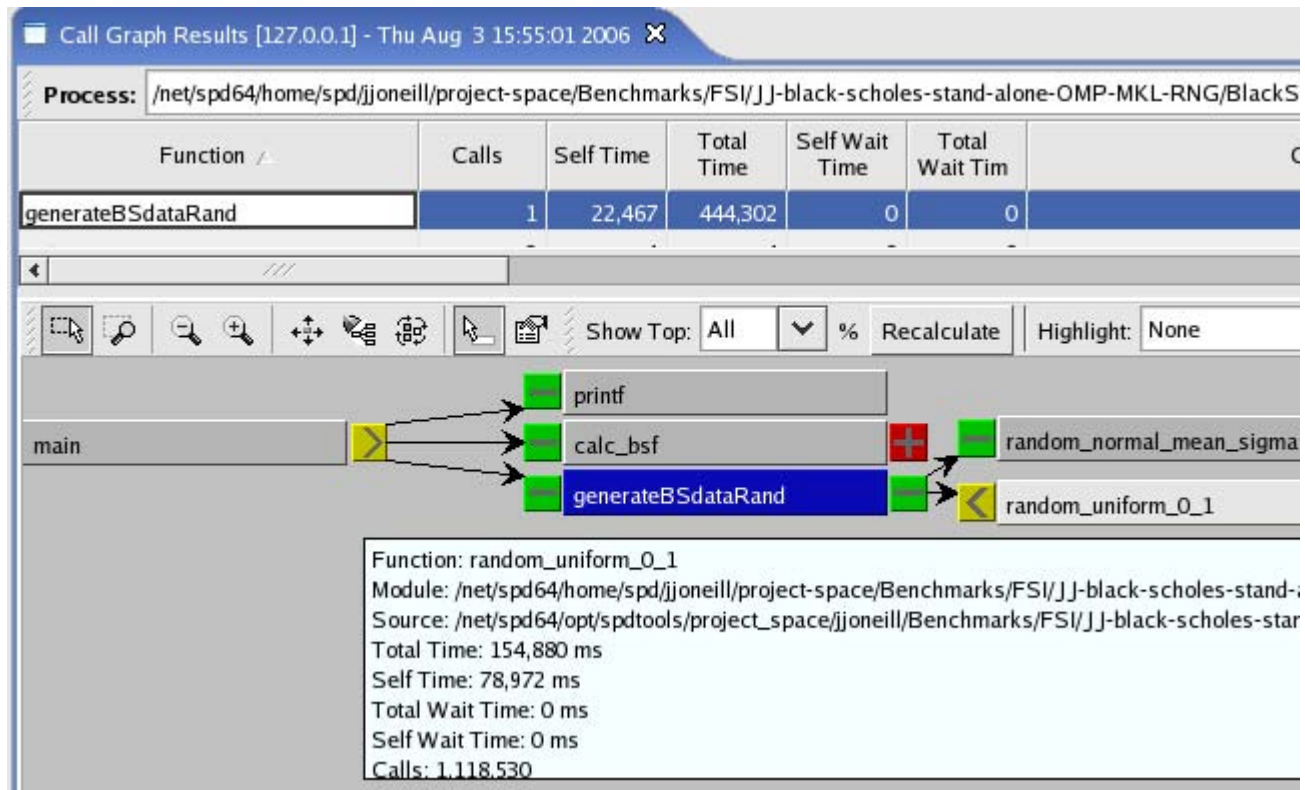 Call Graph Results [127.0.0.1] - Thu Aug 3 15:55:01 2006
Process: /net/spd64/home/spd/jjoneill/project-space/Benchmarks/FSI/JJ-black-scholes-stand-alone-OMP-MKL-RNG/BlackS
Function Calls Self Time Total Time Self Wait Time Total Wait Tim
generateBSdataRand 1 22,467 444,302 0 0
Show Top: All % Recalculate Highlight: None
printf
main calc_bsf random_normal_mean_sigma
generateBSdataRand random_uniform_0_1
Function: random_uniform_0_1
Module: /net/spd64/home/spd/jjoneill/project-space/Benchmarks/FSI/JJ-black-scholes-stand-
Source: /net/spd64/opt/spdtools/project_space/jjoneill/Benchmarks/FSI/JJ-black-scholes-star
Total Time: 154,880 ms
Self Time: 78,972 ms
Total Wait Time: 0 ms
Self Wait Time: 0 ms
Calls: 1,118,530